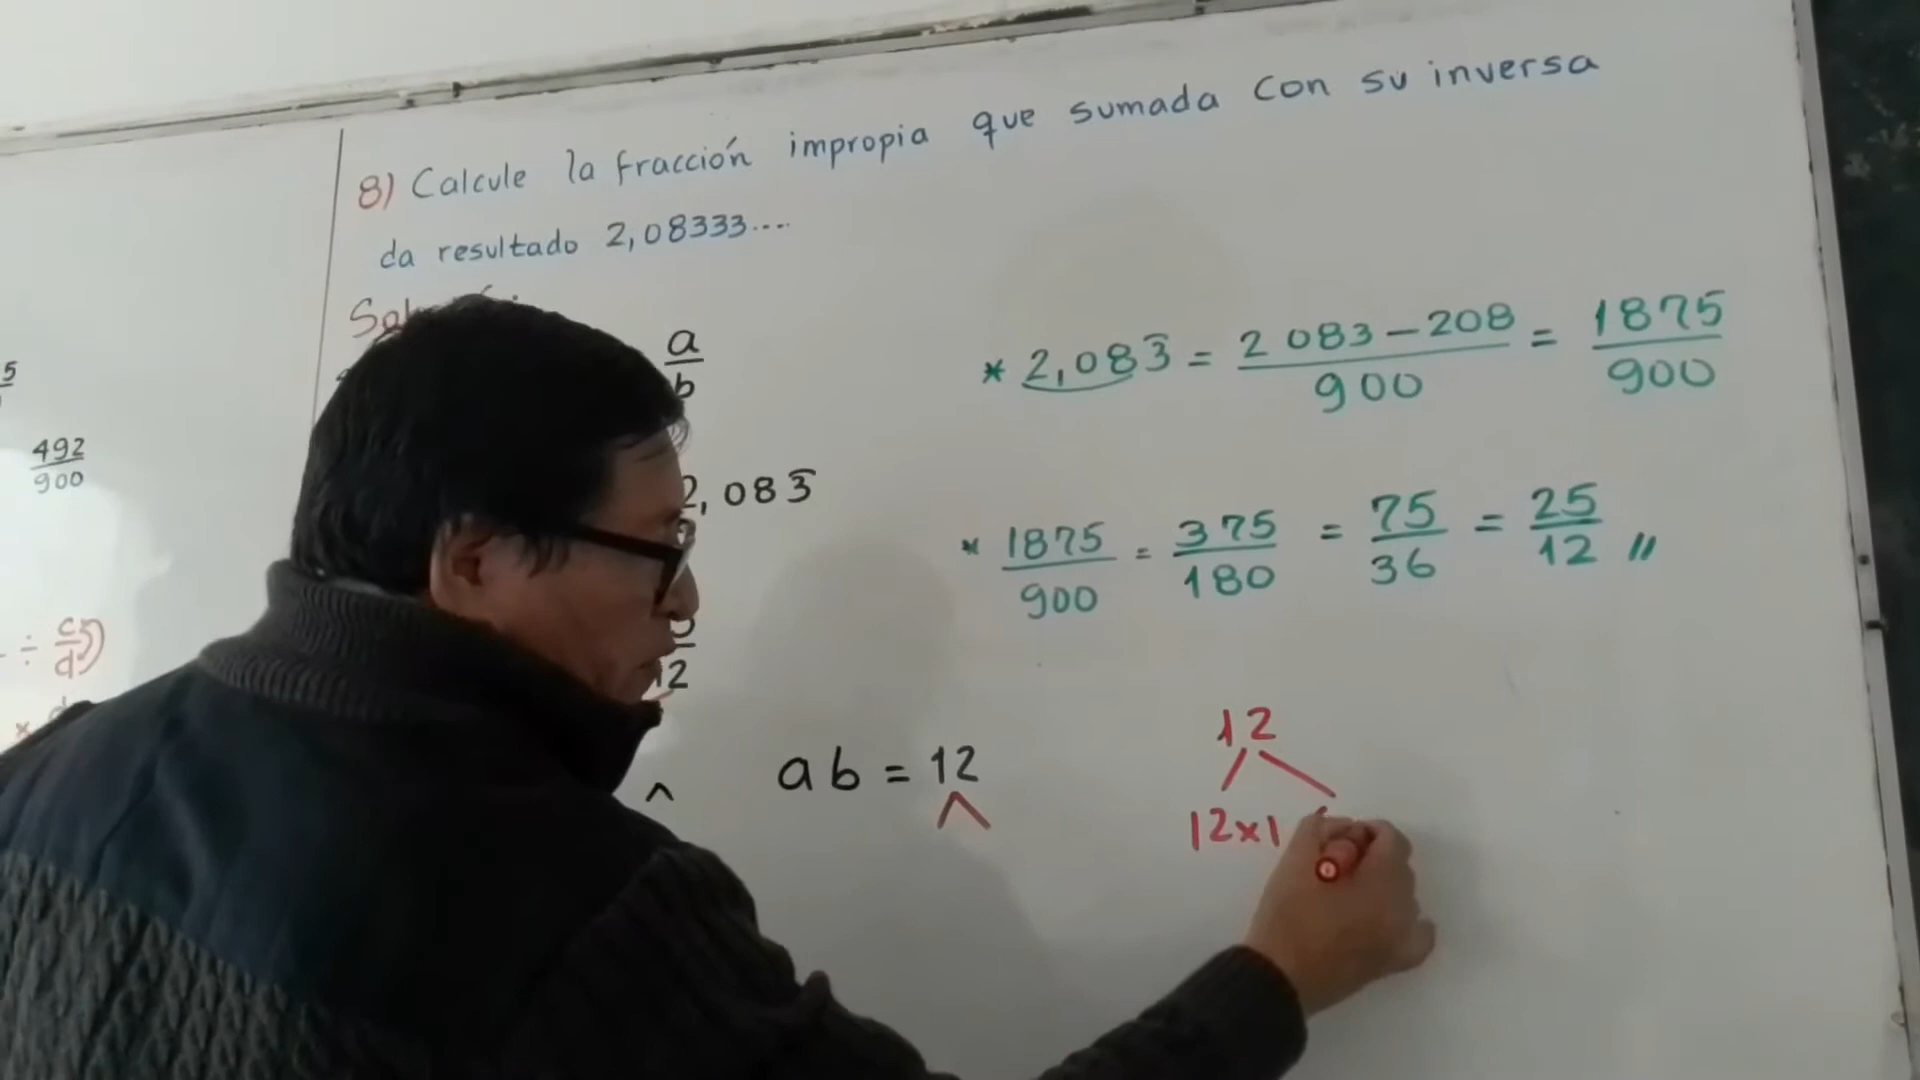 8) Calcule la fracción impropia que sumada con su inversa
da resultado 2,08333....
a
b
2,083̅
12
ab = 12
* 2,083̅ = 2083-208 / 900 = 1875 / 900
* 1875 / 900 = 375 / 180 = 75 / 36 = 25 / 12 //
12
12x1
5
492
900
÷ c / d